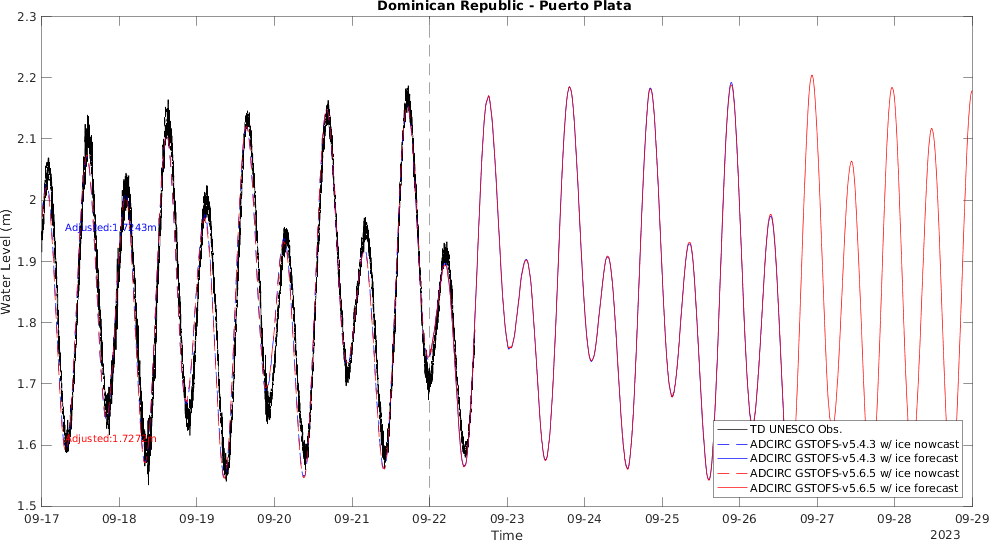 Dominican Republic - Puerto Plata
Water Level (m)
2.3
2.2
2.1
2
1.9
1.8
1.7
1.6
1.5
Adjusted:1.7243m
TD UNESCO Obs.
ADCIRC GSTOFS-v5.4.3 w/ ice nowcast
ADCIRC GSTOFS-v5.4.3 w/ ice forecast
ADCIRC GSTOFS-v5.6.5 w/ ice nowcast
ADCIRC GSTOFS-v5.6.5 w/ ice forecast
09-17 09-18 09-19 09-20 09-21 09-22 09-23 09-24 09-25 09-26 09-27 09-28 09-29
Time
2023